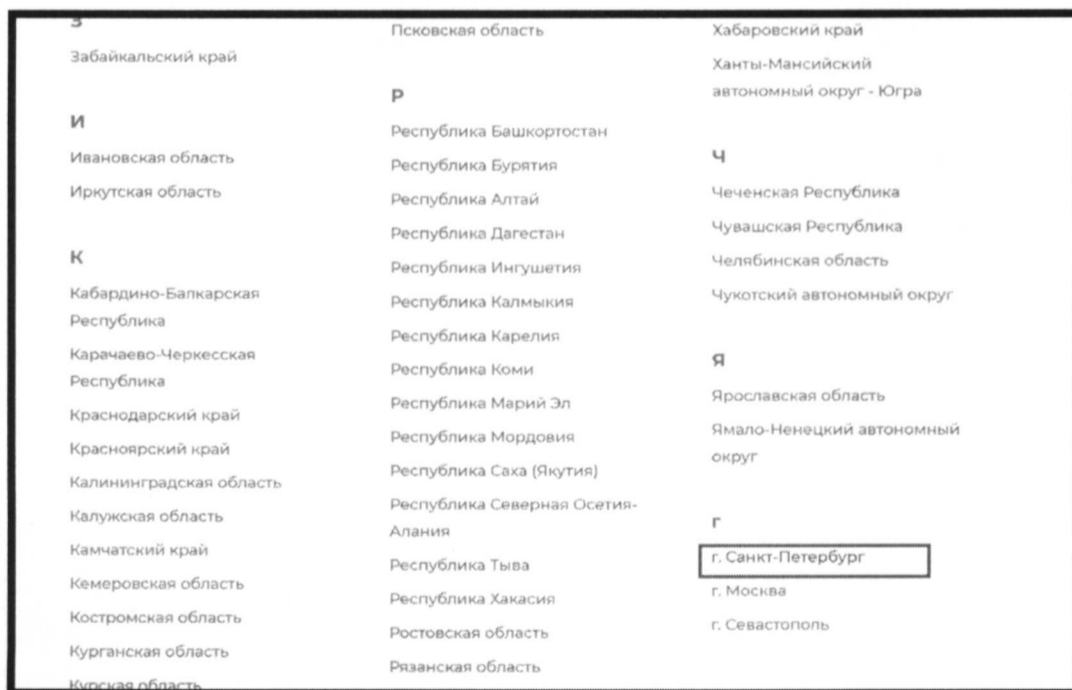 З
Забайкальский край
И
Ивановская область
Иркутская область
К
Кабардино-Балкарская
Республика
Карачаево-Черкесская
Республика
Краснодарский край
Красноярский край
Калининградская область
Калужская область
Камчатский край
Кемеровская область
Костромская область
Курганская область
Курская область
Псковская область
Р
Республика Башкортостан
Республика Бурятия
Республика Алтай
Республика Дагестан
Республика Ингушетия
Республика Калмыкия
Республика Карелия
Республика Коми
Республика Марий Эл
Республика Мордовия
Республика Саха (Якутия)
Республика Северная Осетия-
Алания
Республика Тыва
Республика Хакасия
Ростовская область
Рязанская область
Хабаровский край
Ханты-Мансийский
автономный округ - Югра
Ч
Чеченская Республика
Чувашская Республика
Челябинская область
Чукотский автономный округ
Я
Ярославская область
Ямало-Ненецкий автономный
округ
г
г. Санкт-Петербург
г. Москва
г. Севастополь